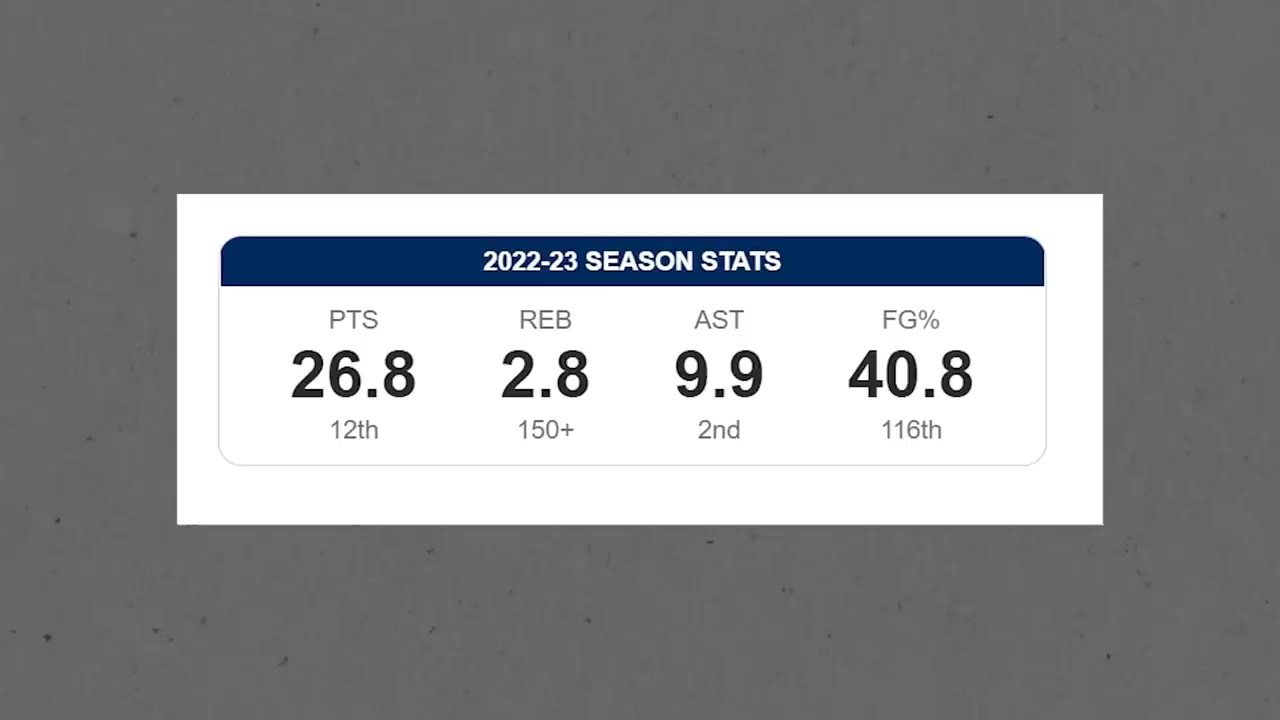 2022-23 SEASON STATS
PTS REB AST FG%
26.8 2.8 9.9 40.8
12th 150+ 2nd 116th